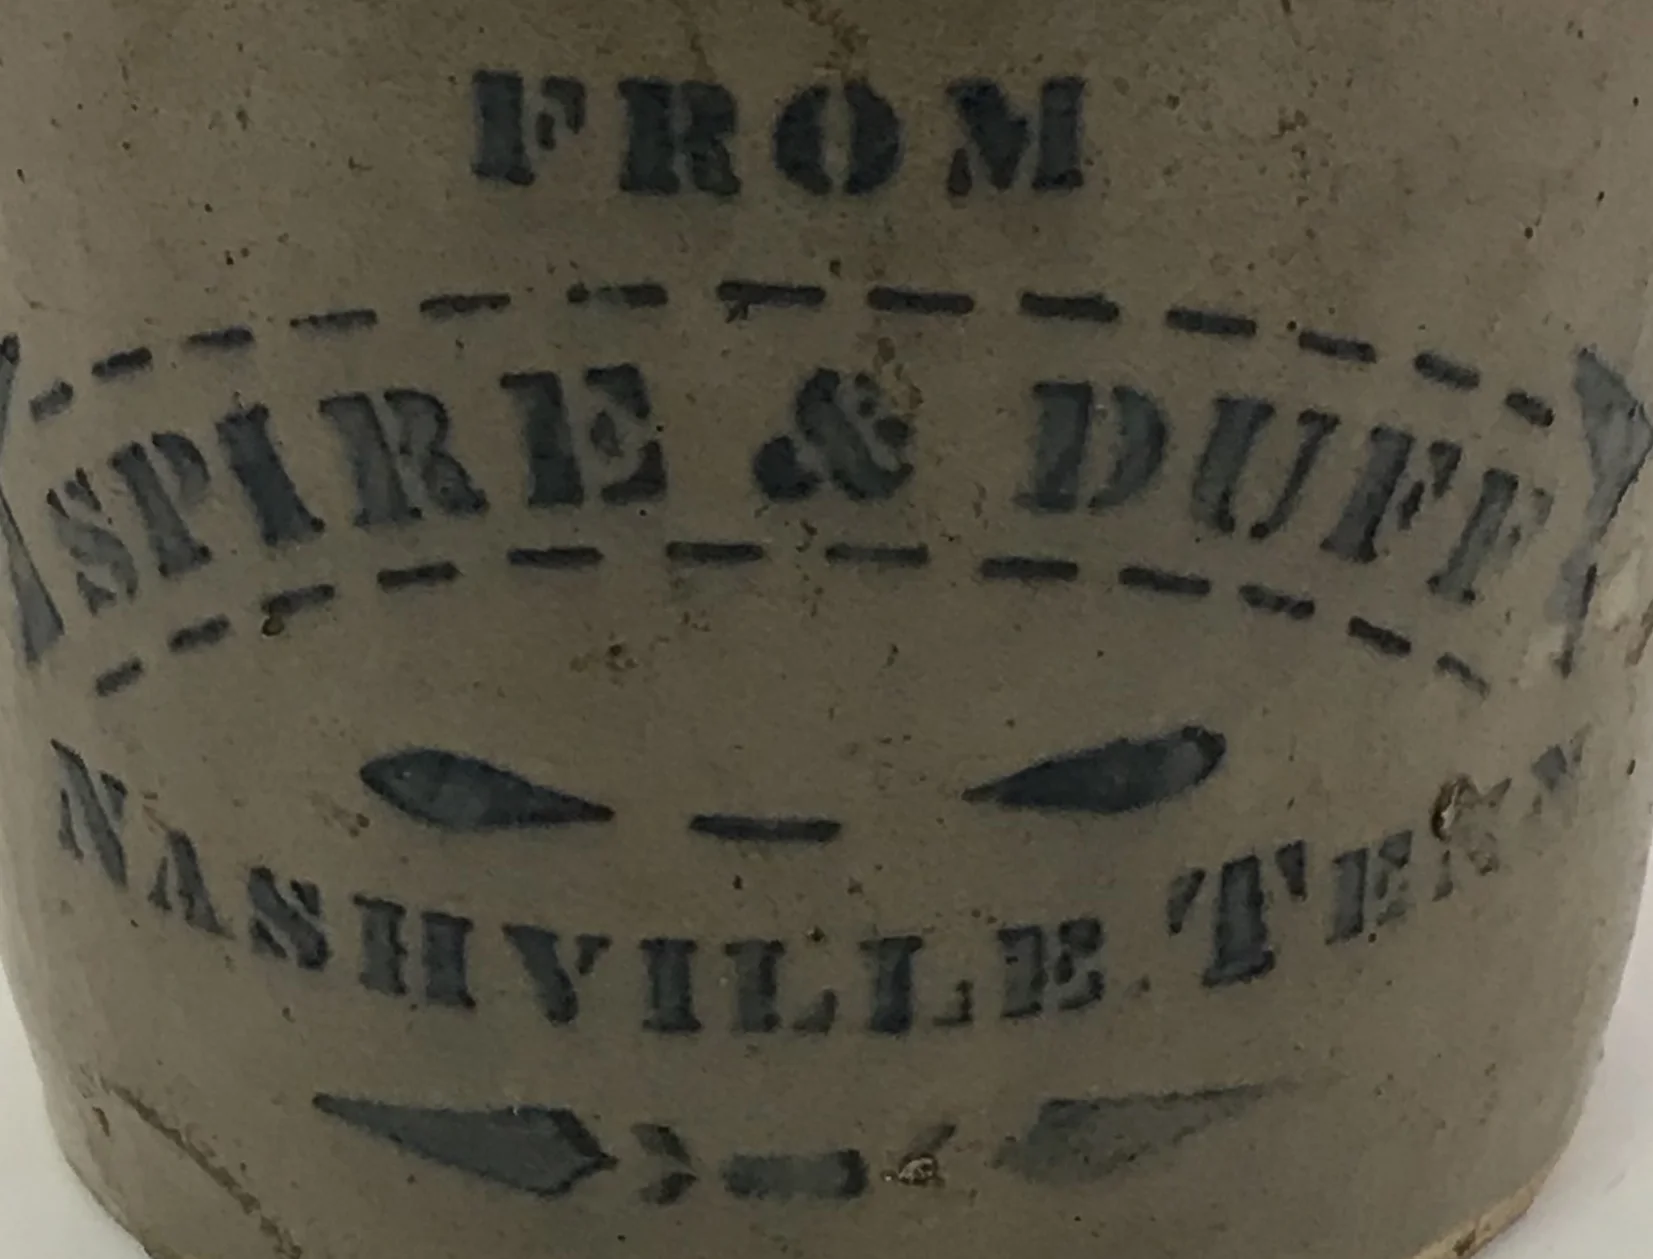 FROM
SPIRE & DUFF
NASHVILLE. TENN